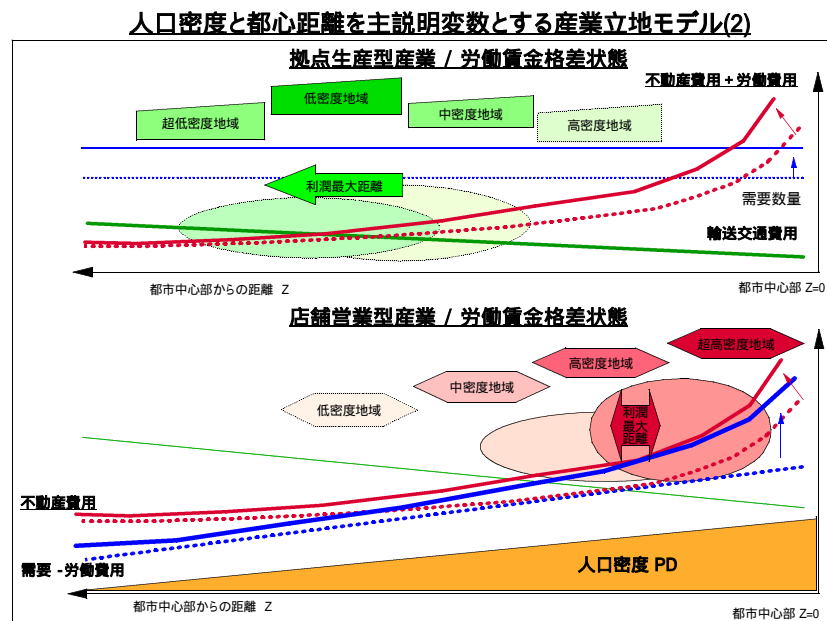 人口密度と都心距離を主説明変数とする産業立地モデル(2)
拠点生産型産業 / 労働賃金格差状態
不動産費用＋労働費用
低密度地域
超低密度地域
中密度地域
高密度地域
利潤最大距離
需要数量
輸送交通費用
都市中心部からの距離 Z
都市中心部 Z=0
店舗営業型産業 / 労働賃金格差状態
超高密度地域
高密度地域
中密度地域
低密度地域
利潤
最大
距離
不動産費用
需要 -労働費用
人口密度 PD
都市中心部からの距離 Z
都市中心部 Z=0